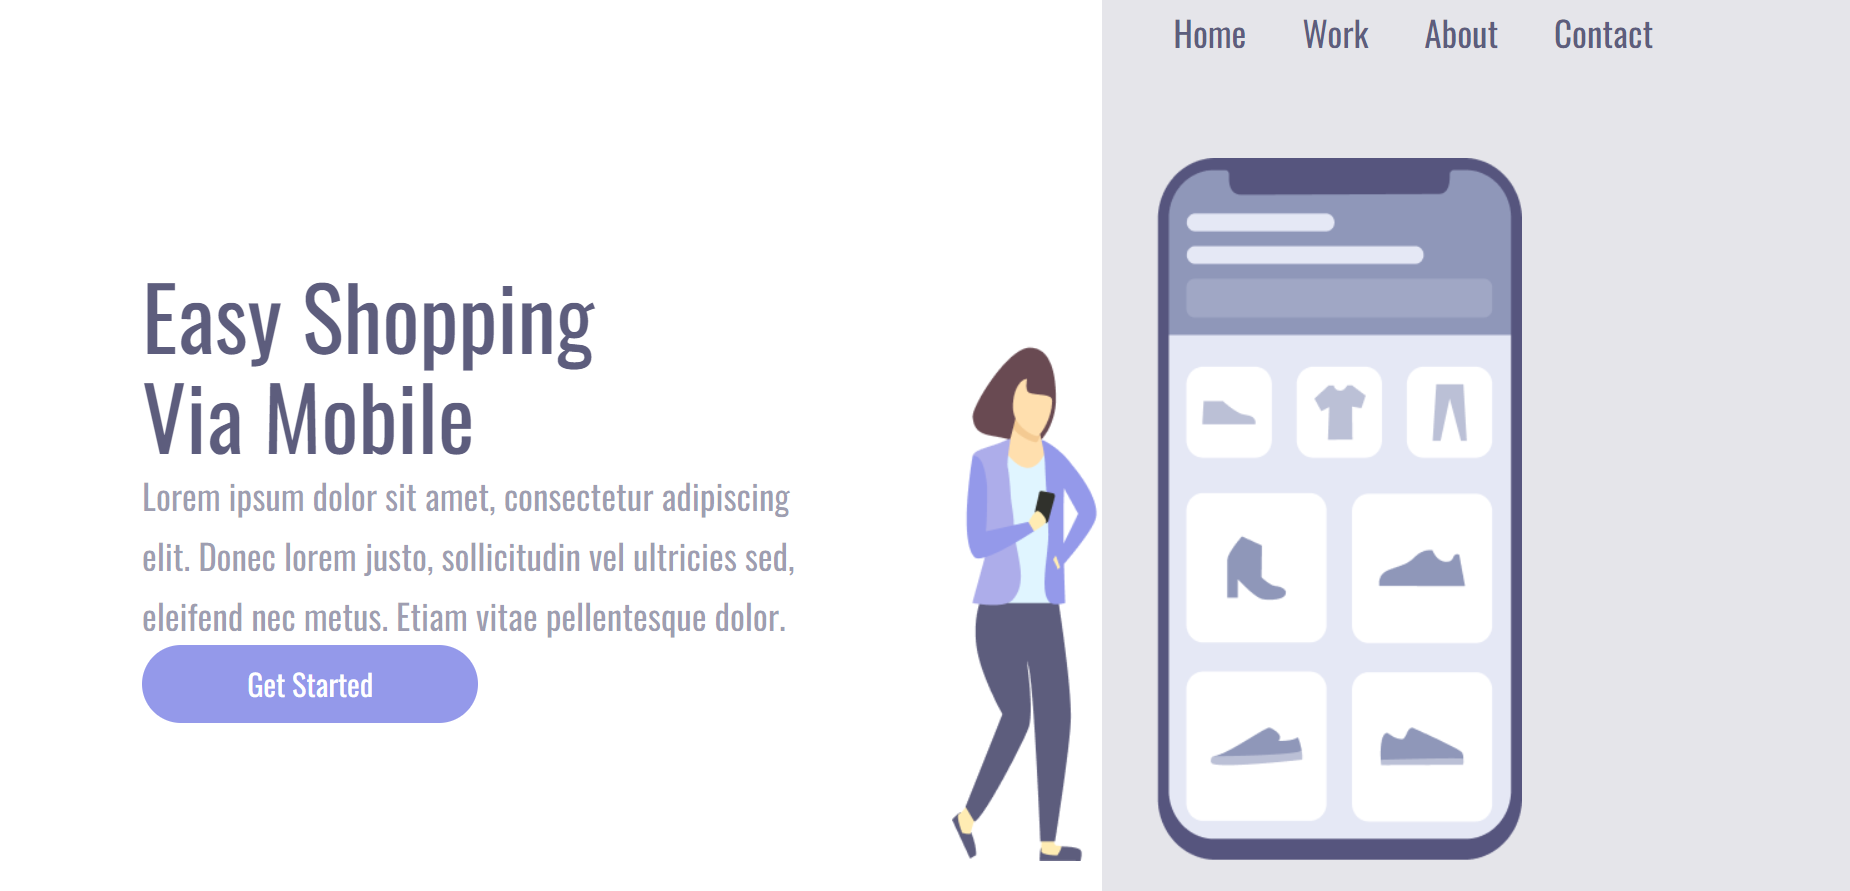 Home Work About Contact
Easy Shopping
Via Mobile
Lorem ipsum dolor sit amet, consectetur adipiscing
elit. Donec lorem justo, sollicitudin vel ultricies sed,
eleifend nec metus. Etiam vitae pellentesque dolor.
Get Started